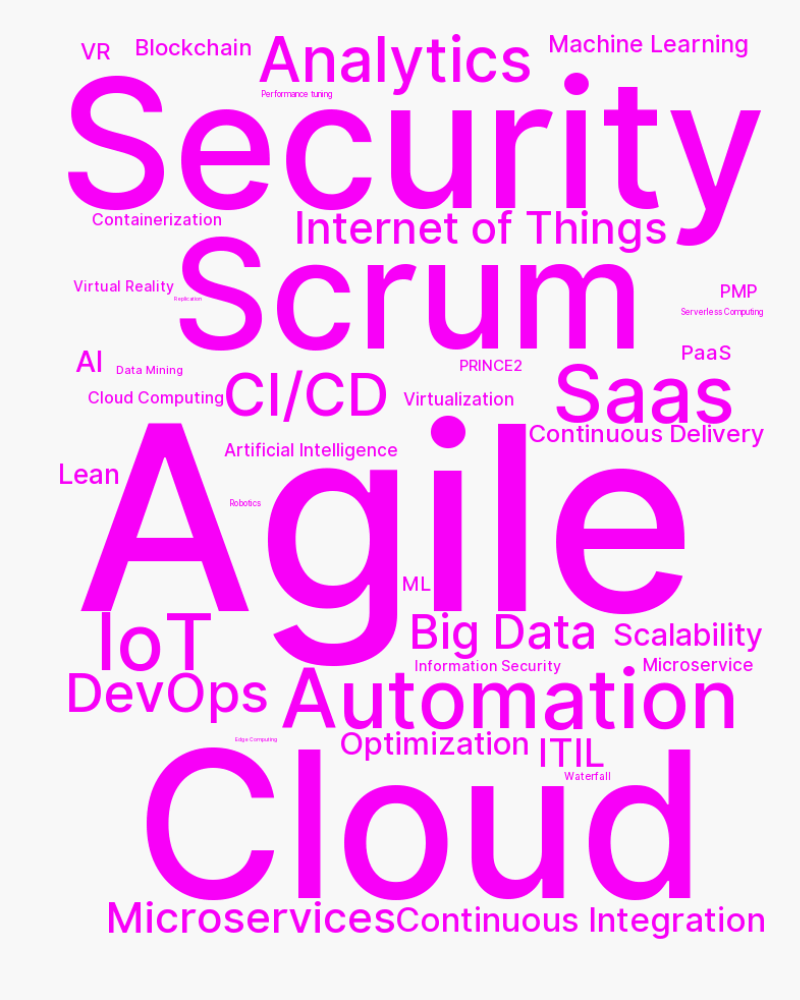 VR
Blockchain
Analytics
Machine Learning
Performance tuning
Security
Containerization
Internet of Things
Virtual Reality
Replication
Scrum
PMP
Serverless Computing
AI
Data Mining
PRINCE2
PaaS
Cloud Computing
CI/CD
Virtualization
Saas
Continuous Delivery
Artificial Intelligence
Lean
Robotics
Agile
ML
IoT
Big Data
Scalability
Information Security
Microservice
DevOps
Automation
Edge Computing
Optimization
ITIL
Waterfall
Cloud
Microservices
Continuous Integration